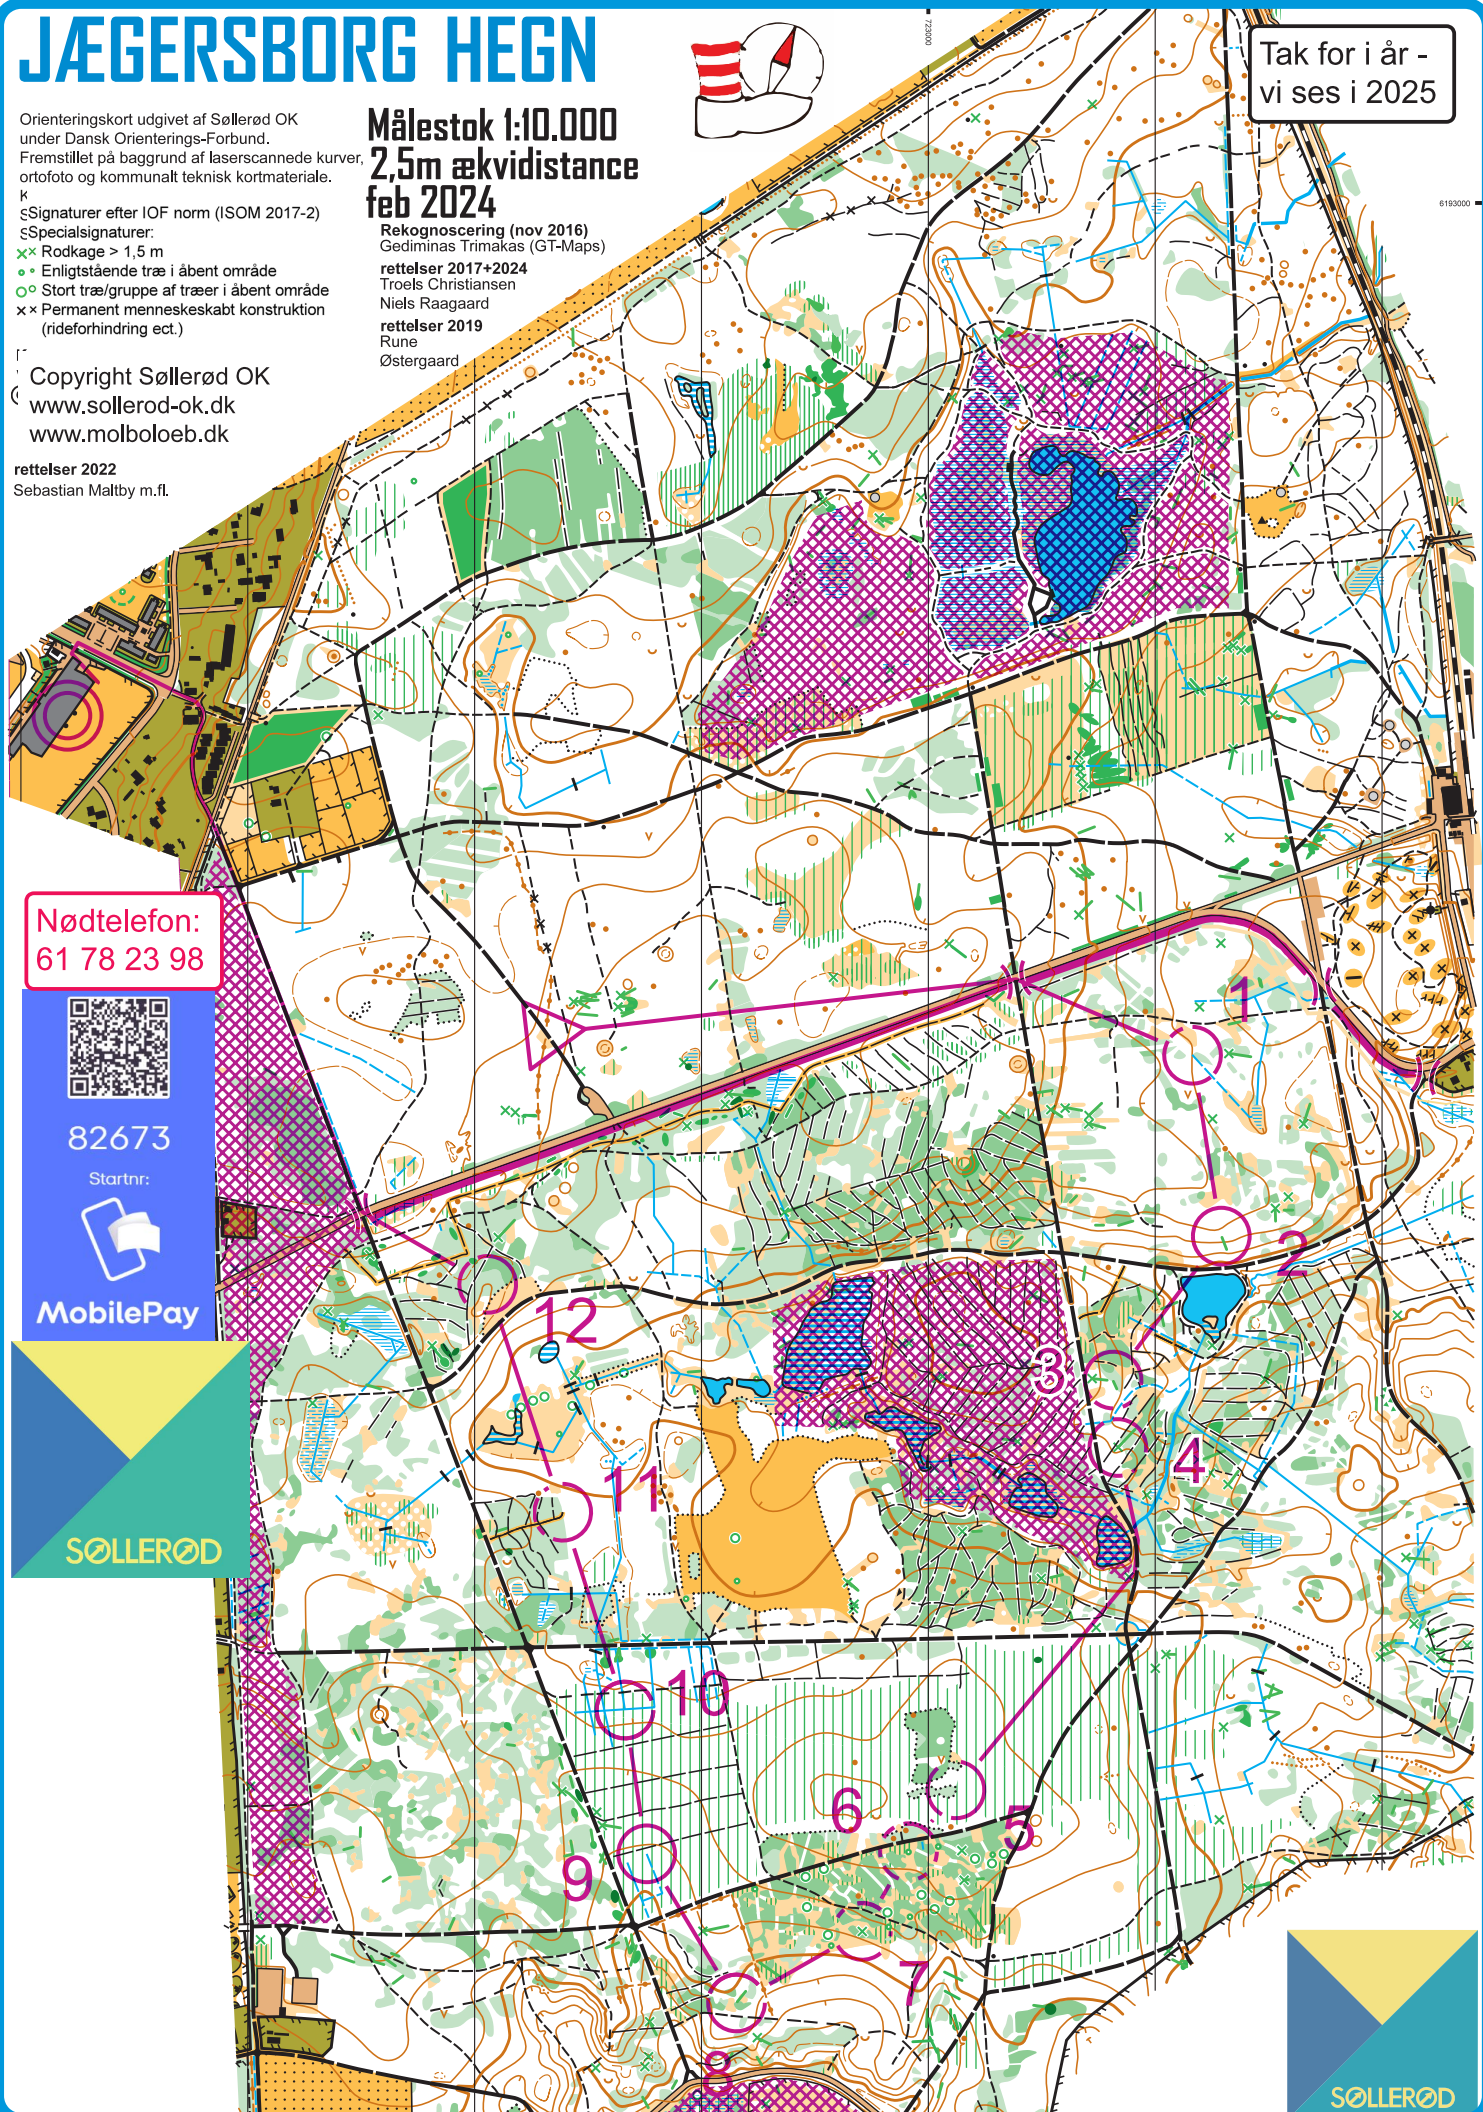 JÆGERSBORG HEGN
Orienteringskort udgivet af Søllerød OK
under Dansk Orienterings-Forbund.
Fremstillet på baggrund af laserscannede kurver,
ortofoto og kommunalt teknisk kortmateriale.
K
S Signaturer efter IOF norm (ISOM 2017-2)
S Specialsignaturer:
Rodkage > 1,5 m
Enligtstående træ i åbent område
Stort træ/gruppe af træer i åbent område
Permanent menneskeskabt konstruktion
(rideforhindring ect.)
Copyright Søllerød OK
www.sollerod-ok.dk
www.molboloeb.dk
rettelser 2022
Sebastian Maltby m.fl.
Målestok 1:10.000
2,5m ækvidistance
feb 2024
Rekognoscering (nov 2016)
Gediminas Trimakas (GT-Maps)
rettelser 2017+2024
Troels Christiansen
Niels Raagaard
rettelser 2019
Rune
Østergaard
723000
Tak for i år -
vi ses i 2025
6193000
Nødtelefon:
61 78 23 98
82673
Startnr:
MobilePay
SØLLERØD
1
2
3
4
5
6
7
8
9
10
11
12
SØLLERØD